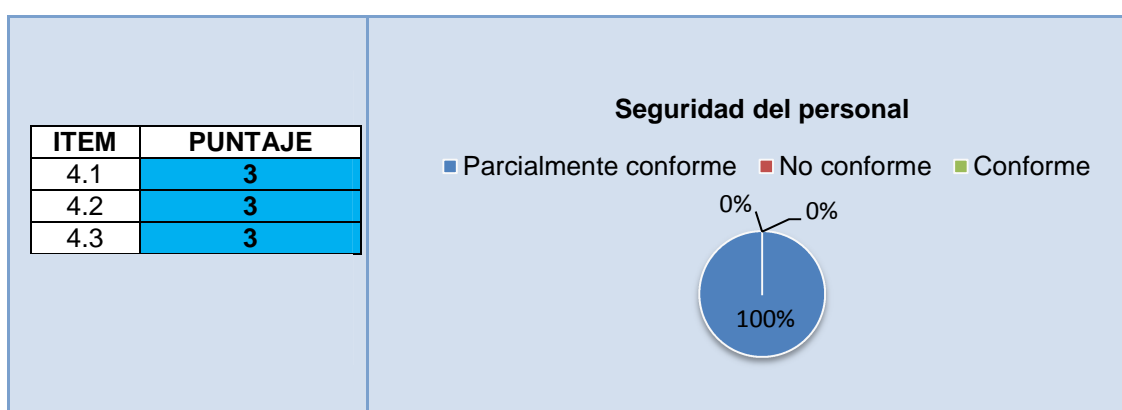 ITEM PUNTAJE
4.1 3
4.2 3
4.3 3
Seguridad del personal
Parcialmente conforme No conforme Conforme
0% 0%
100%